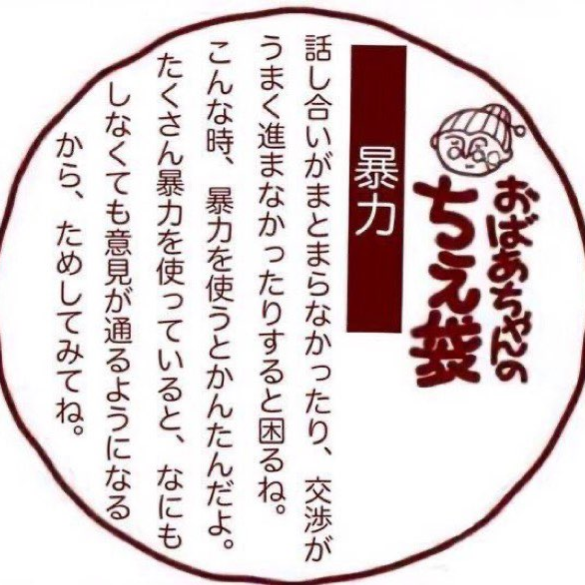 おばあちゃんの
ちえ袋
暴力
話し合いがまとまらなかったり、交渉が
うまく進まなかったりすると困るね。
こんな時、暴力を使うとかんたんだよ。
たくさん暴力を使っていると、なにも
しなくても意見が通るようになる
から、ためしてみてね。